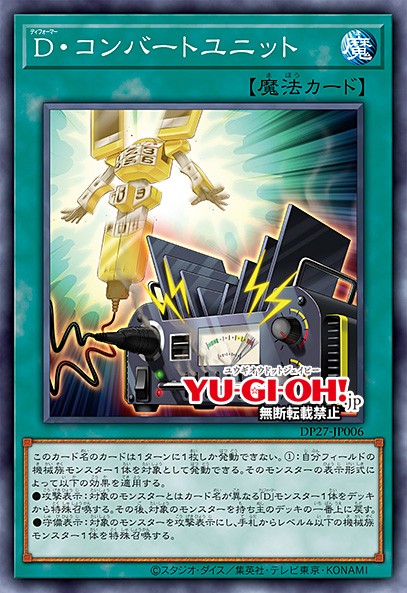 ディフォーマー
D・コンバートユニット
魔
【魔法カード】
ユウギオウドットジェイピー
YU-GI-OH!.jp
無断転載禁止
DP27-JP006
このカード名のカードは1ターンに1枚しか発動できない。①：自分フィールドの
機械族モンスター1体を対象として発動できる。そのモンスターの表示形式に
よって以下の効果を適用する。
●攻撃表示：対象のモンスターとはカード名が異なる「D」モンスター1体をデッキ
から特殊召喚する。その後、対象のモンスターを持ち主のデッキの一番上に戻す。
●守備表示：対象のモンスターを攻撃表示にし、手札からレベル4以下の機械族
モンスター1体を特殊召喚する。
©スタジオ・ダイス／集英社・テレビ東京・KONAMI